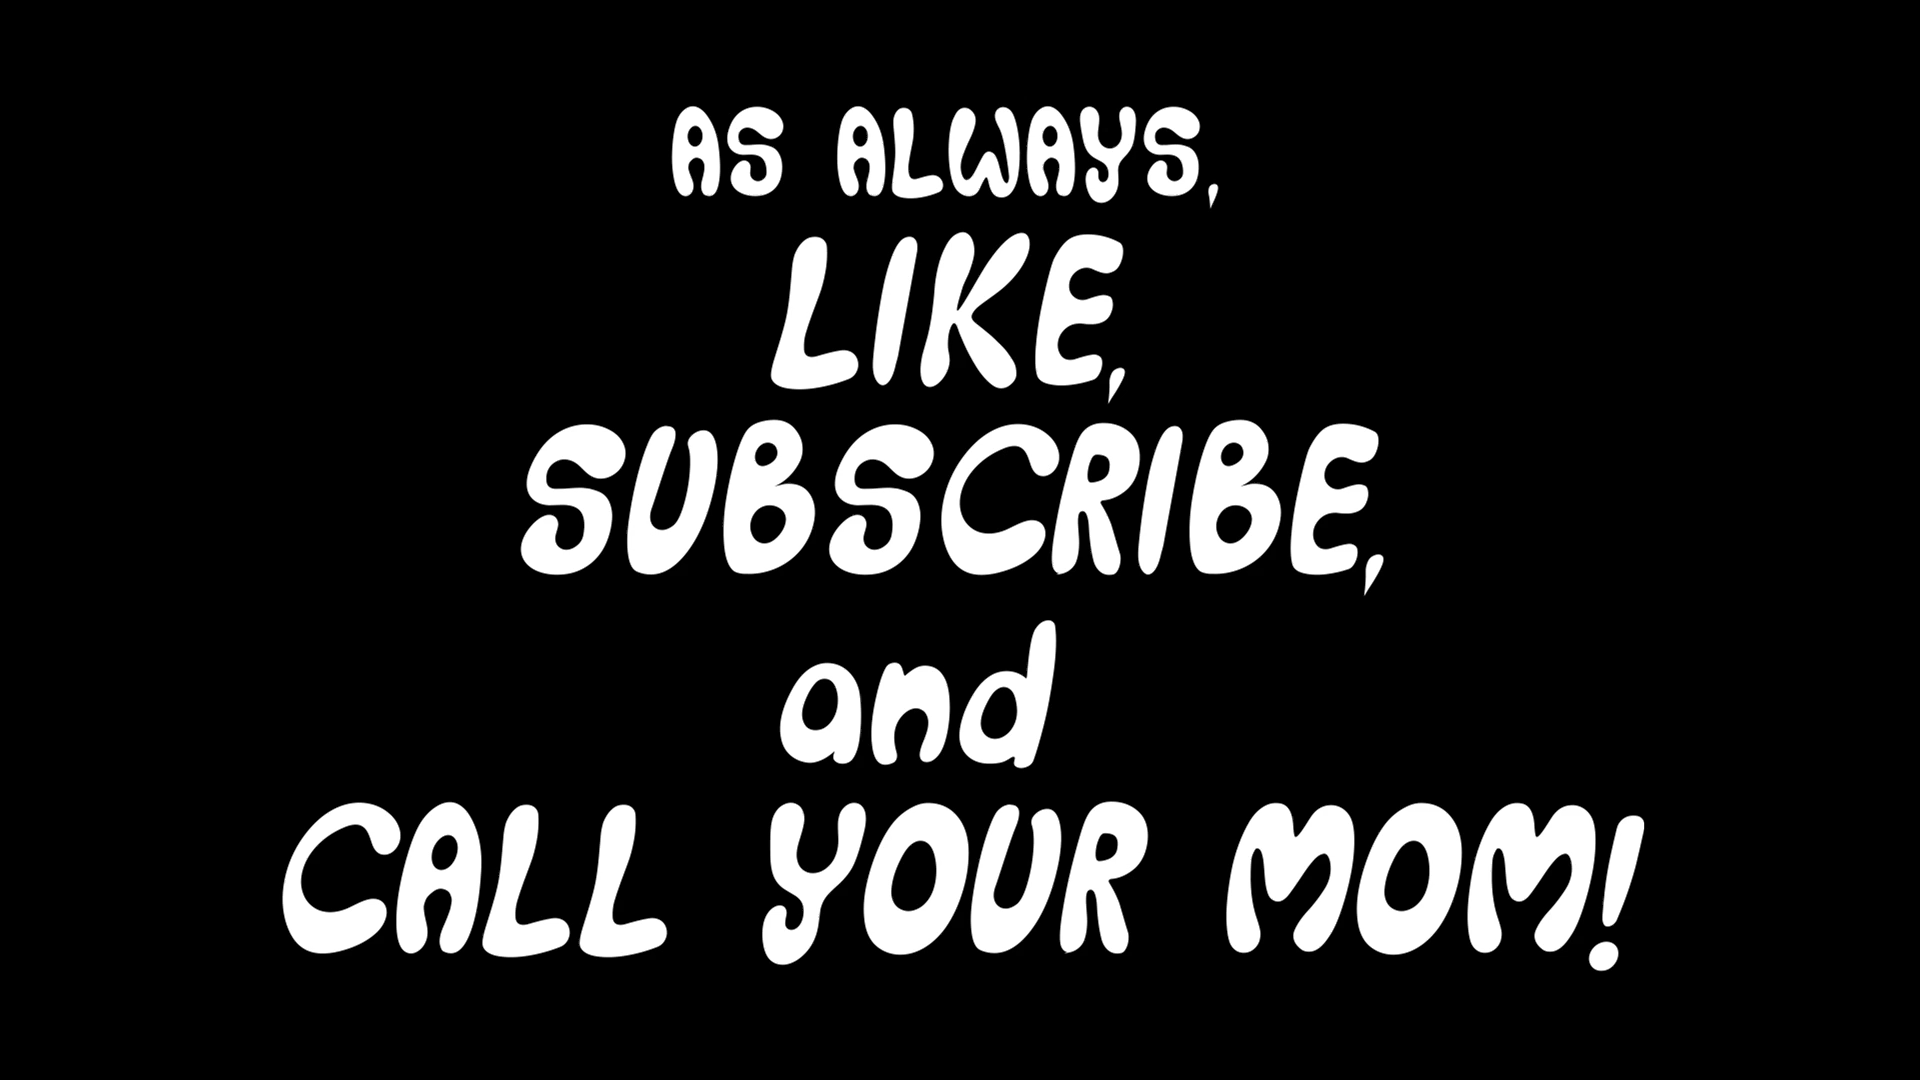 AS ALWAYS,
LIKE,
SUBSCRIBE,
and
CALL YOUR MOM!